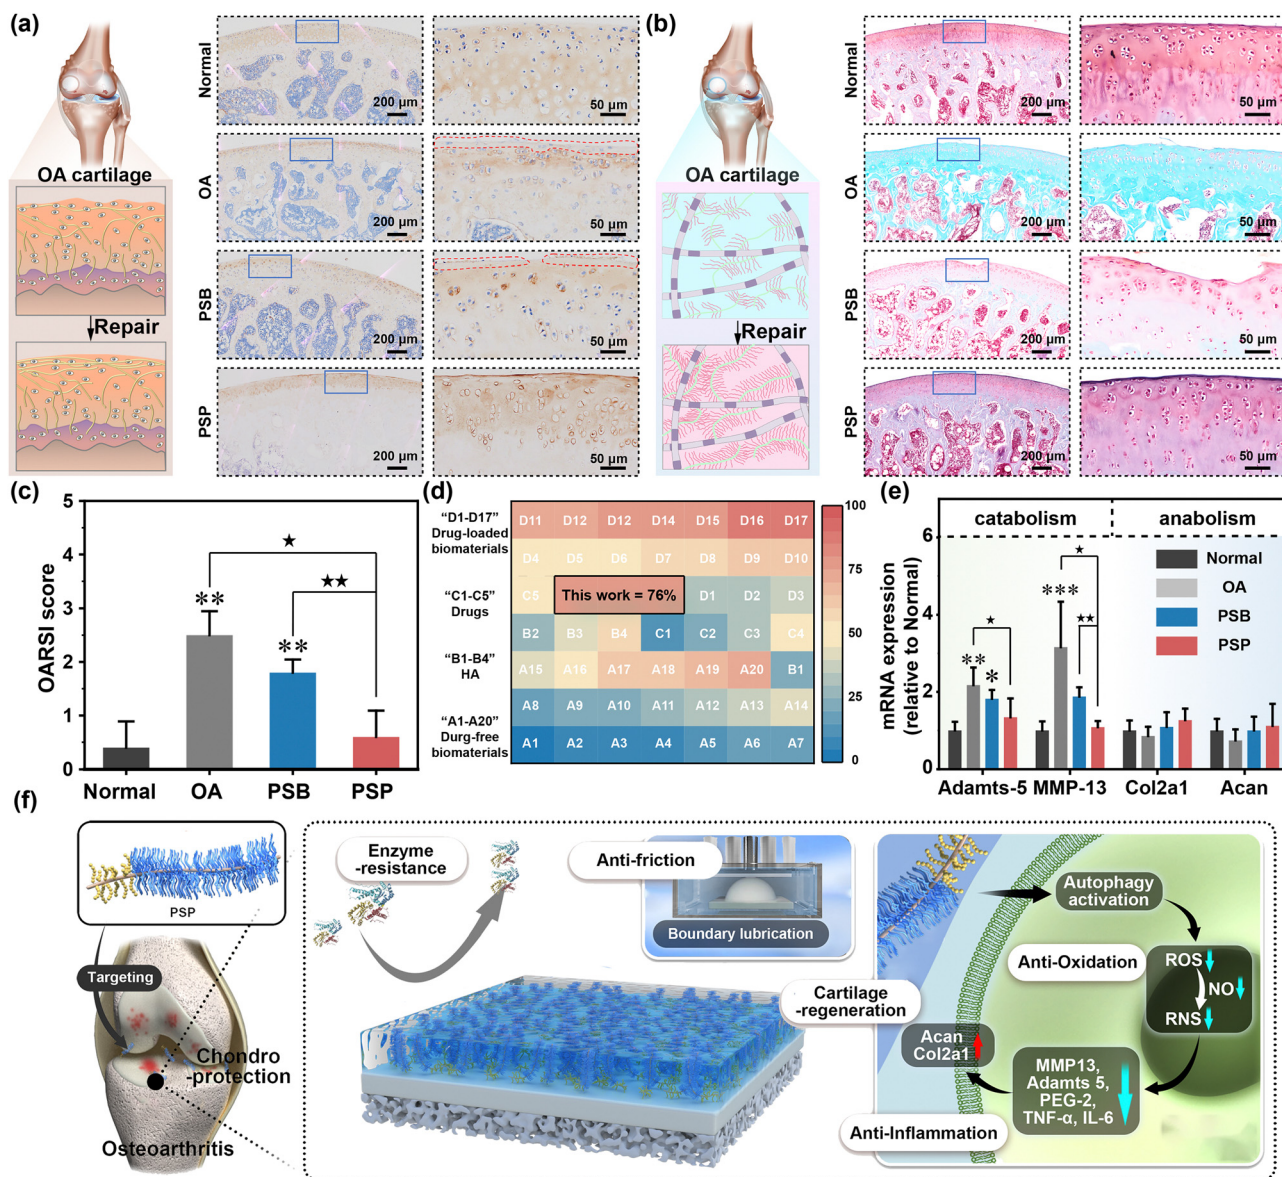 (a)
OA cartilage
Repair
Normal
200 µm
50 µm
OA
200 µm
50 µm
PSB
200 µm
50 µm
PSP
200 µm
50 µm
(b)
OA cartilage
Repair
Normal
200 µm
50 µm
OA
200 µm
50 µm
PSB
200 µm
50 µm
PSP
200 µm
50 µm
(c)
OARSI score
5
4
3
2
1
0
★
★★
**
**
Normal OA PSB PSP
(d)
“D1-D17”
Drug-loaded
biomaterials
“C1-C5”
Drugs
“B1-B4”
HA
“A1-A20”
Durg-free
biomaterials
D11 D12 D12 D14 D15 D16 D17
D4 D5 D6 D7 D8 D9 D10
C5 This work = 76% D1 D2 D3
B2 B3 B4 C1 C2 C3 C4
A15 A16 A17 A18 A19 A20 B1
A8 A9 A10 A11 A12 A13 A14
A1 A2 A3 A4 A5 A6 A7
100
75
50
25
0
(e)
catabolism anabolism
mRNA expression
(relative to Normal)
6
4
2
0
Normal
OA
PSB
PSP
★
***
★
★★
**
*
Adamts-5 MMP-13 Col2a1 Acan
(f)
PSP
Targeting
Chondro
-protection
Osteoarthritis
Enzyme
-resistance
Anti-friction
Boundary lubrication
Cartilage
-regeneration
Autophagy
activation
Anti-Oxidation
ROS
NO
RNS
Acan
Col2a1
MMP13,
Adamts 5,
PEG-2,
TNF-α, IL-6
Anti-Inflammation